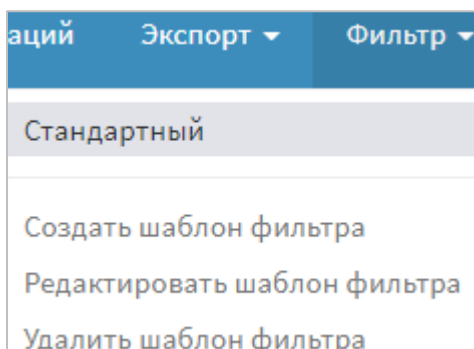 аций Экспорт Фильтр
Стандартный
Создать шаблон фильтра
Редактировать шаблон фильтра
Удалить шаблон фильтра